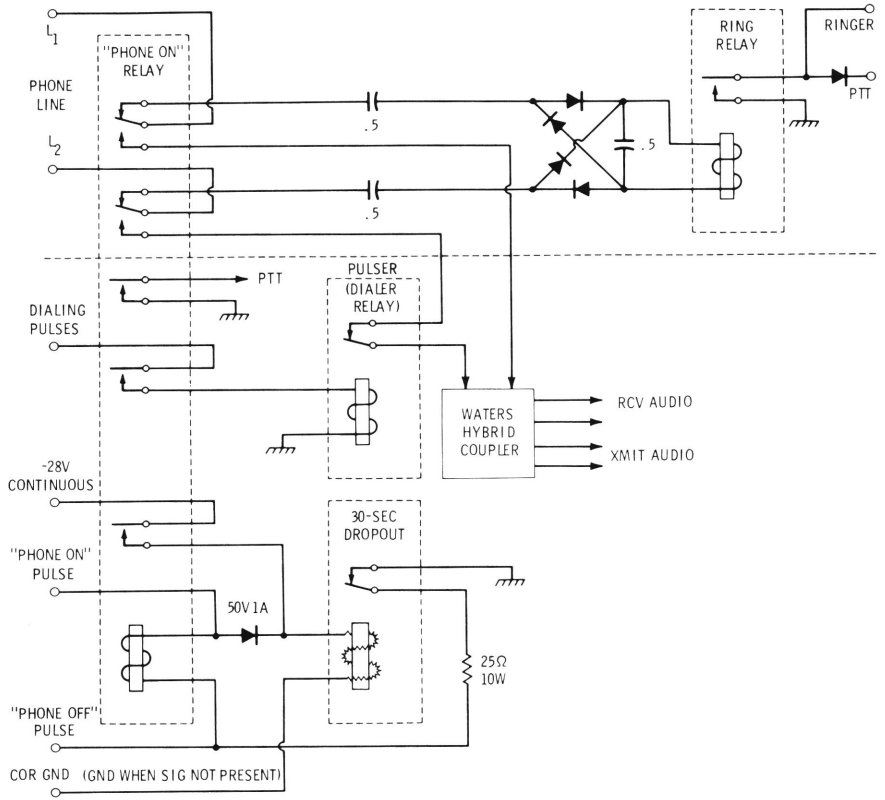 L1
"PHONE ON"
RELAY
PHONE
LINE
L2
.5
.5
.5
RING
RELAY
RINGER
PTT
PTT
DIALING
PULSES
PULSER
(DIALER
RELAY)
WATERS
HYBRID
COUPLER
RCV AUDIO
XMIT AUDIO
-28V
CONTINUOUS
"PHONE ON"
PULSE
50V 1A
30-SEC
DROPOUT
25Ω
10W
"PHONE OFF"
PULSE
COR GND (GND WHEN SIG NOT PRESENT)